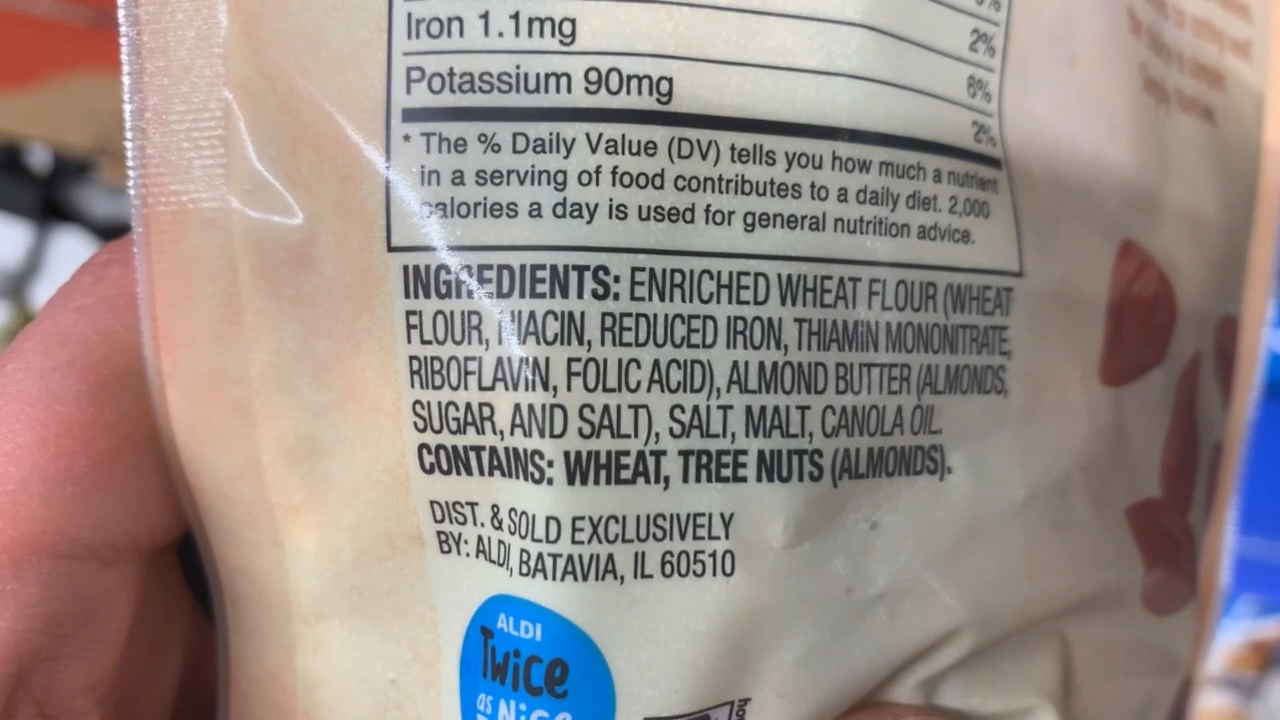 %
Iron 1.1mg 2%
Potassium 90mg 6%
2%
* The % Daily Value (DV) tells you how much a nutrient
in a serving of food contributes to a daily diet. 2,000
calories a day is used for general nutrition advice.
INGREDIENTS: ENRICHED WHEAT FLOUR (WHEAT
FLOUR, NIACIN, REDUCED IRON, THIAMIN MONONITRATE,
RIBOFLAVIN, FOLIC ACID), ALMOND BUTTER (ALMONDS,
SUGAR, AND SALT), SALT, MALT, CANOLA OIL.
CONTAINS: WHEAT, TREE NUTS (ALMONDS).
DIST. & SOLD EXCLUSIVELY
BY: ALDI, BATAVIA, IL 60510
ALDI
Twice
as Nice